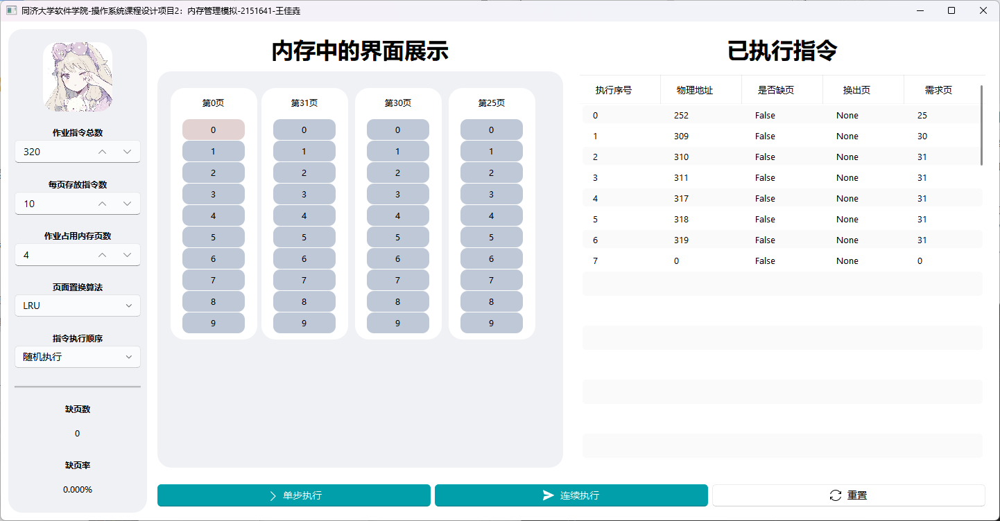 同济大学软件学院-操作系统课程设计项目2：内存管理模拟-2151641-王佳垚
作业指令总数
320
每页存放指令数
10
作业占用内存页数
4
页面置换算法
LRU
指令执行顺序
随机执行
缺页数
0
缺页率
0.000%
内存中的界面展示
第0页 第31页 第30页 第25页
0 0 0 0
1 1 1 1
2 2 2 2
3 3 3 3
4 4 4 4
5 5 5 5
6 6 6 6
7 7 7 7
8 8 8 8
9 9 9 9
已执行指令
执行序号 物理地址 是否缺页 换出页 需求页
0 252 False None 25
1 309 False None 30
2 310 False None 31
3 311 False None 31
4 317 False None 31
5 318 False None 31
6 319 False None 31
7 0 False None 0
单步执行 连续执行 重置